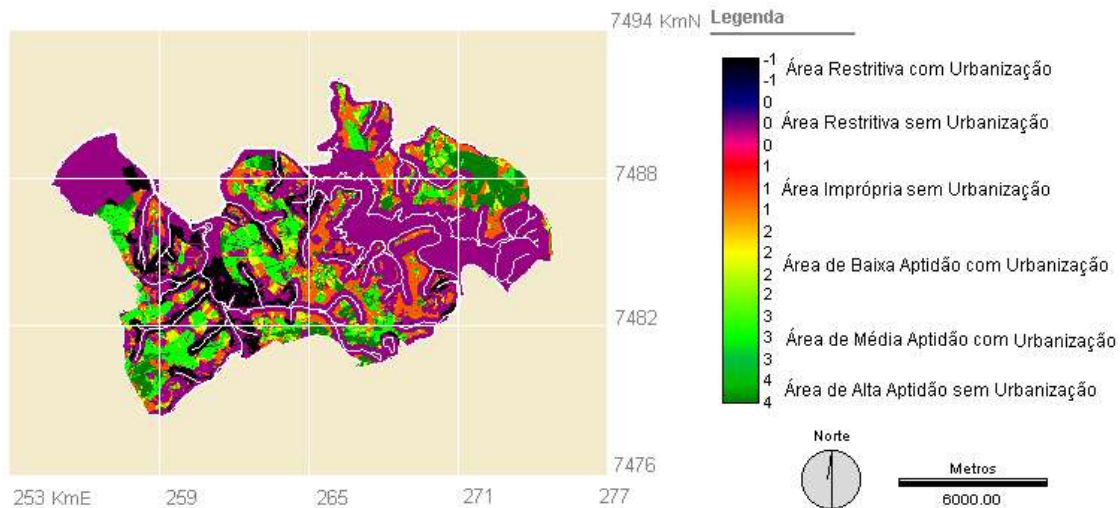 7494 KmN
Legenda
-1
Área Restritiva com Urbanização
-1
0
0
Área Restritiva sem Urbanização
0
1
1
Área Imprópria sem Urbanização
1
2
2
Área de Baixa Aptidão com Urbanização
2
2
3
3
Área de Média Aptidão com Urbanização
3
4
Área de Alta Aptidão sem Urbanização
4
7488
7482
7476
253 KmE
259
265
271
277
Norte
Metros
6000.00